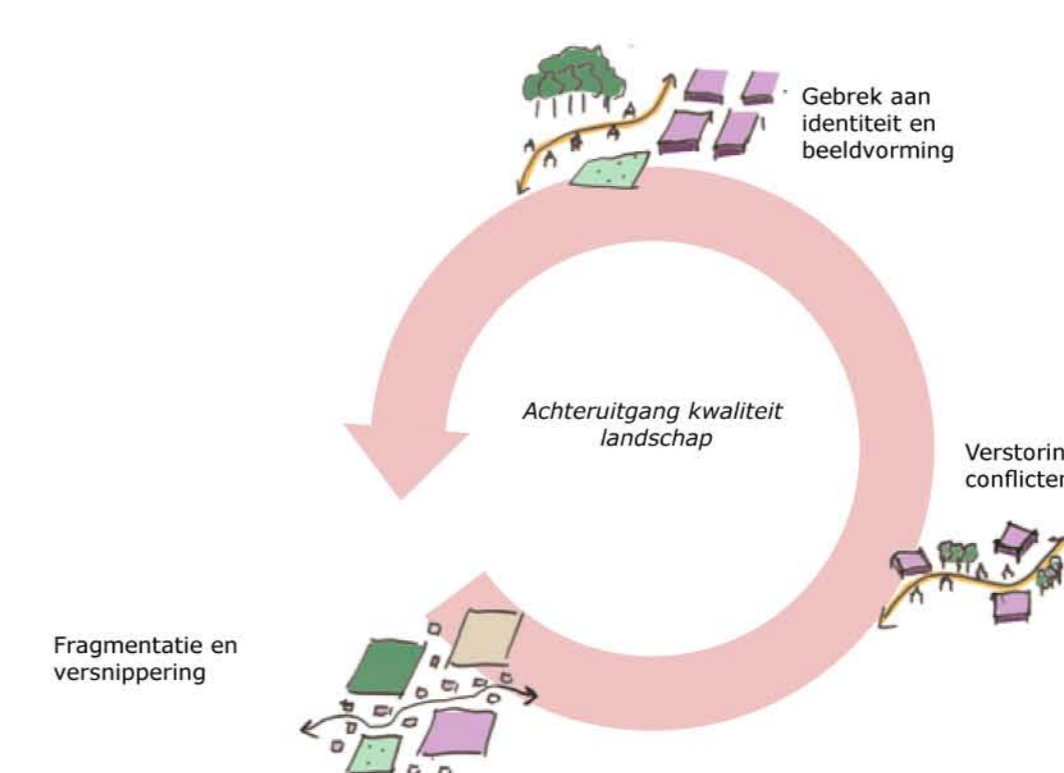 Gebrek aan
identiteit en
beeldvorming
Achteruitgang kwaliteit
landschap
Fragmentatie en
versnippering